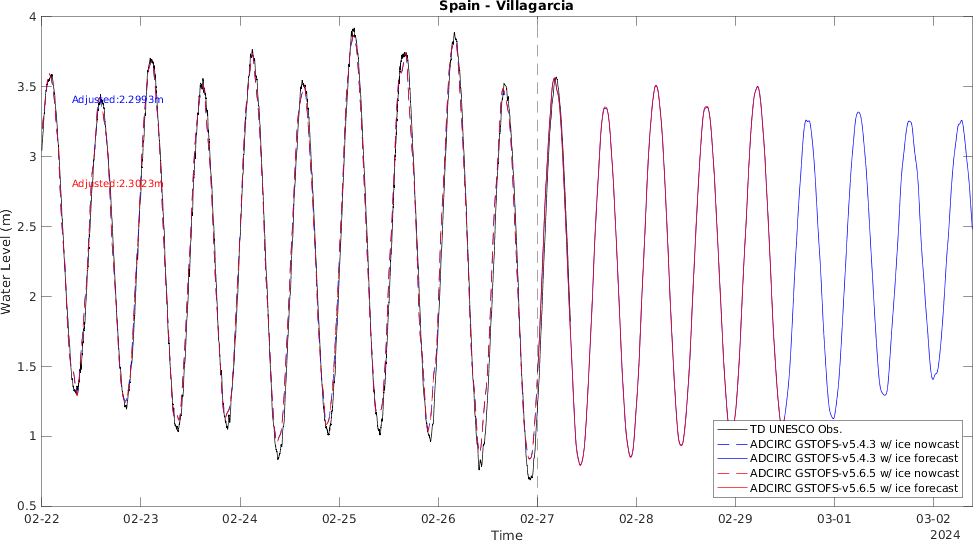 Spain - Villagarcia
4
3.5
3
2.5
2
1.5
1
0.5
Water Level (m)
Adjusted:2.2993m
Adjusted:2.3023m
TD UNESCO Obs.
ADCIRC GSTOFS-v5.4.3 w/ ice nowcast
ADCIRC GSTOFS-v5.4.3 w/ ice forecast
ADCIRC GSTOFS-v5.6.5 w/ ice nowcast
ADCIRC GSTOFS-v5.6.5 w/ ice forecast
02-22 02-23 02-24 02-25 02-26 02-27 02-28 02-29 03-01 03-02
Time
2024